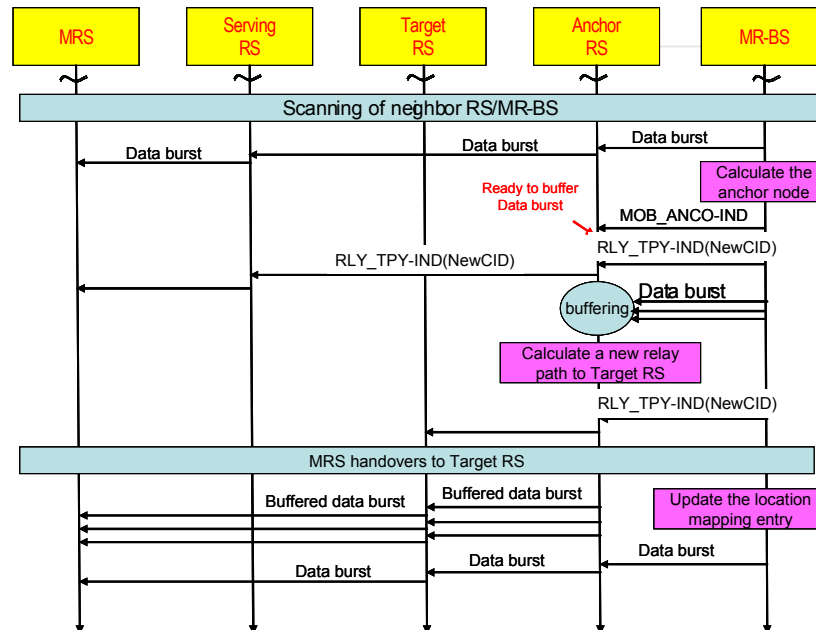 MRS
Serving
RS
Target
RS
Anchor
RS
MR-BS
Scanning of neighbor RS/MR-BS
Data burst
Data burst
Data burst
Calculate the
anchor node
Ready to buffer
Data burst
MOB_ANCO-IND
RLY_TPY-IND(NewCID)
RLY_TPY-IND(NewCID)
Data burst
buffering
Calculate a new relay
path to Target RS
RLY_TPY-IND(NewCID)
MRS handovers to Target RS
Buffered data burst
Buffered data burst
Update the location
mapping entry
Data burst
Data burst
Data burst